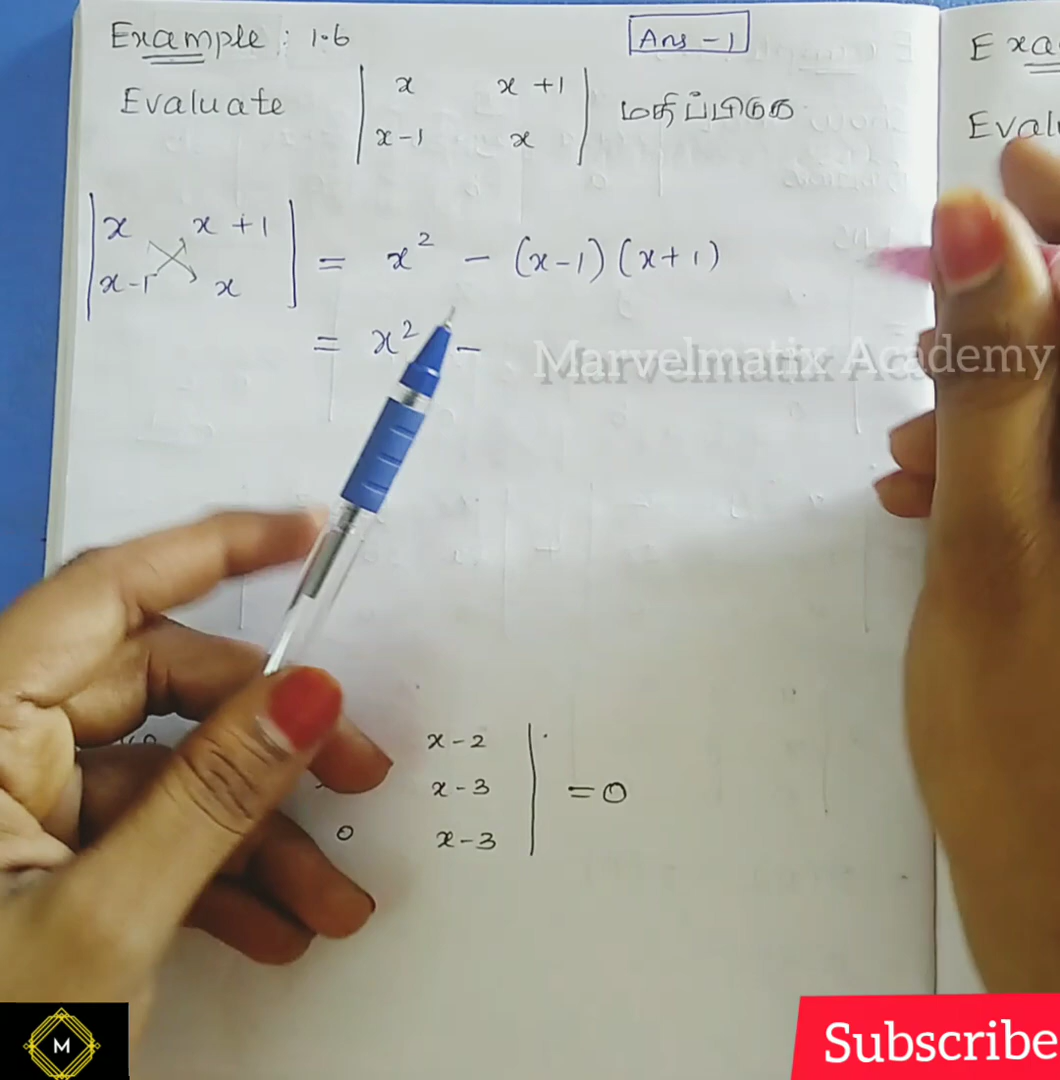 Example : 1.6
Ans - 1
Exa
Evaluate | x x + 1 | மதிப்பிடுக
| x - 1 x |
Eval
| x x + 1 | = x² - (x-1)(x+1)
| x-1 x |
= x² -
Marvelmatix Academy
x-2
x-3 | = 0
0 x-3
M
Subscribe